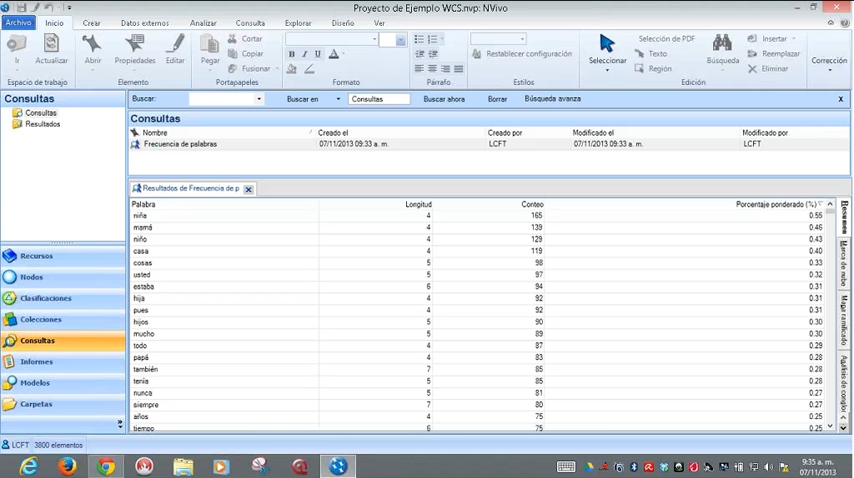 Proyecto de Ejemplo WCS.nvp: NVivo
Archivo Inicio Crear Datos externos Analizar Consulta Explorar Diseño Ver
Ir Actualizar Abrir Propiedades Editar Pegar
Cortar
Copiar
Fusionar
Restablecer configuración
Seleccionar
Selección de PDF
Texto
Región
Búsqueda
Insertar
Reemplazar
Eliminar
Corrección
Espacio de trabajo Elemento Portapapeles Formato Párrafo Estilos Edición
Consultas
Consultas
Resultados
Recursos
Nodos
Clasificaciones
Colecciones
Consultas
Informes
Modelos
Carpetas
Buscar: Buscar en Consultas Buscar ahora Borrar Búsqueda avanza X
Consultas
Nombre Creado el Creado por Modificado el Modificado por
Frecuencia de palabras 07/11/2013 09:33 a. m. LCFT 07/11/2013 09:33 a. m. LCFT
Resultados de Frecuencia de p
Palabra Longitud Conteo Porcentaje ponderado (%)
niña 4 165 0.55
mamá 4 139 0.46
niño 4 129 0.43
casa 4 119 0.40
cosas 5 98 0.33
usted 5 97 0.32
estaba 6 94 0.31
hija 4 92 0.31
pues 4 92 0.31
hijos 5 90 0.30
mucho 5 89 0.30
todo 4 87 0.29
papá 4 83 0.28
también 7 85 0.28
tenía 5 85 0.28
nunca 5 81 0.27
siempre 7 80 0.27
años 4 75 0.25
tiempo 6 75 0.25
Resumen
Marca de nube
Mapa ramificado
Análisis de conglo
LCFT 3800 elementos
9:35 a. m.
07/11/2013